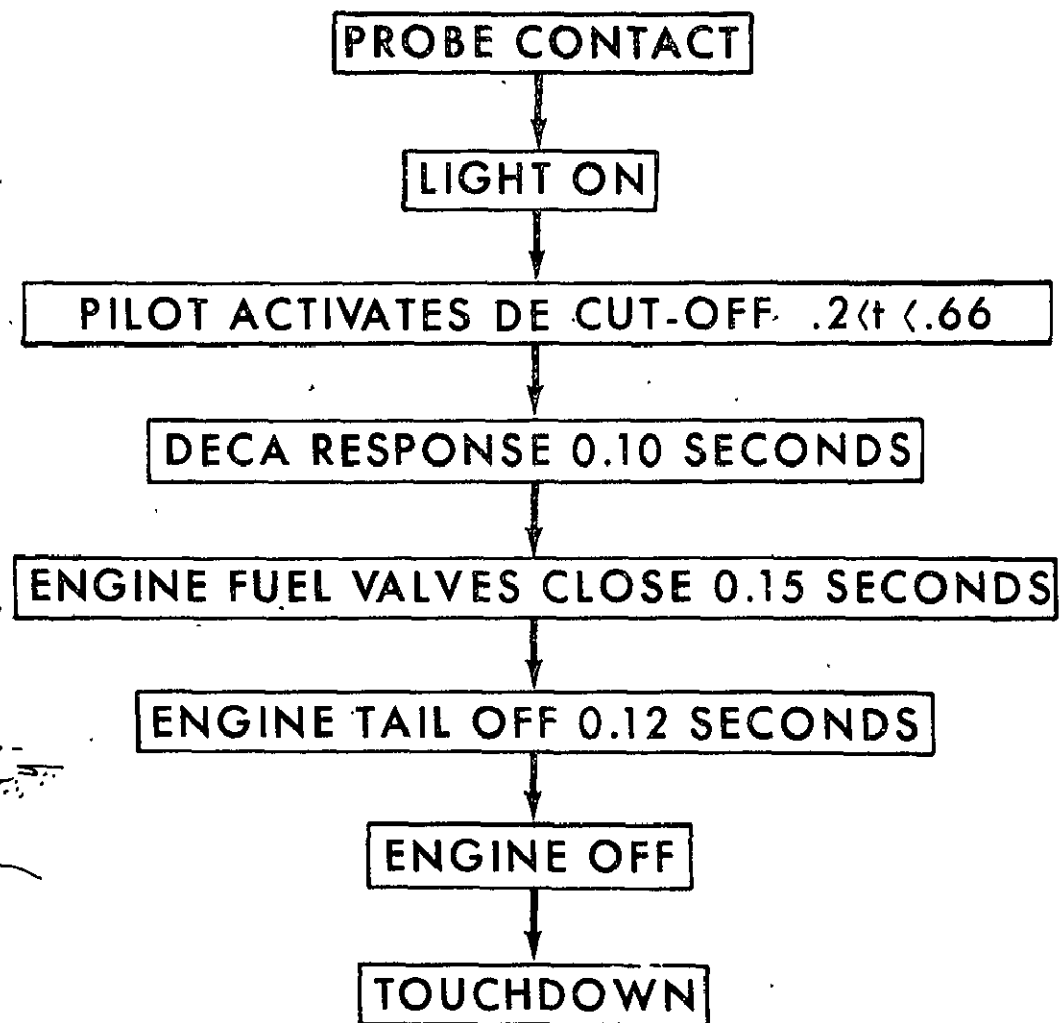 PROBE CONTACT
LIGHT ON
PILOT ACTIVATES DE CUT-OFF .2<t<.66
DECA RESPONSE 0.10 SECONDS
ENGINE FUEL VALVES CLOSE 0.15 SECONDS
ENGINE TAIL OFF 0.12 SECONDS
ENGINE OFF
TOUCHDOWN